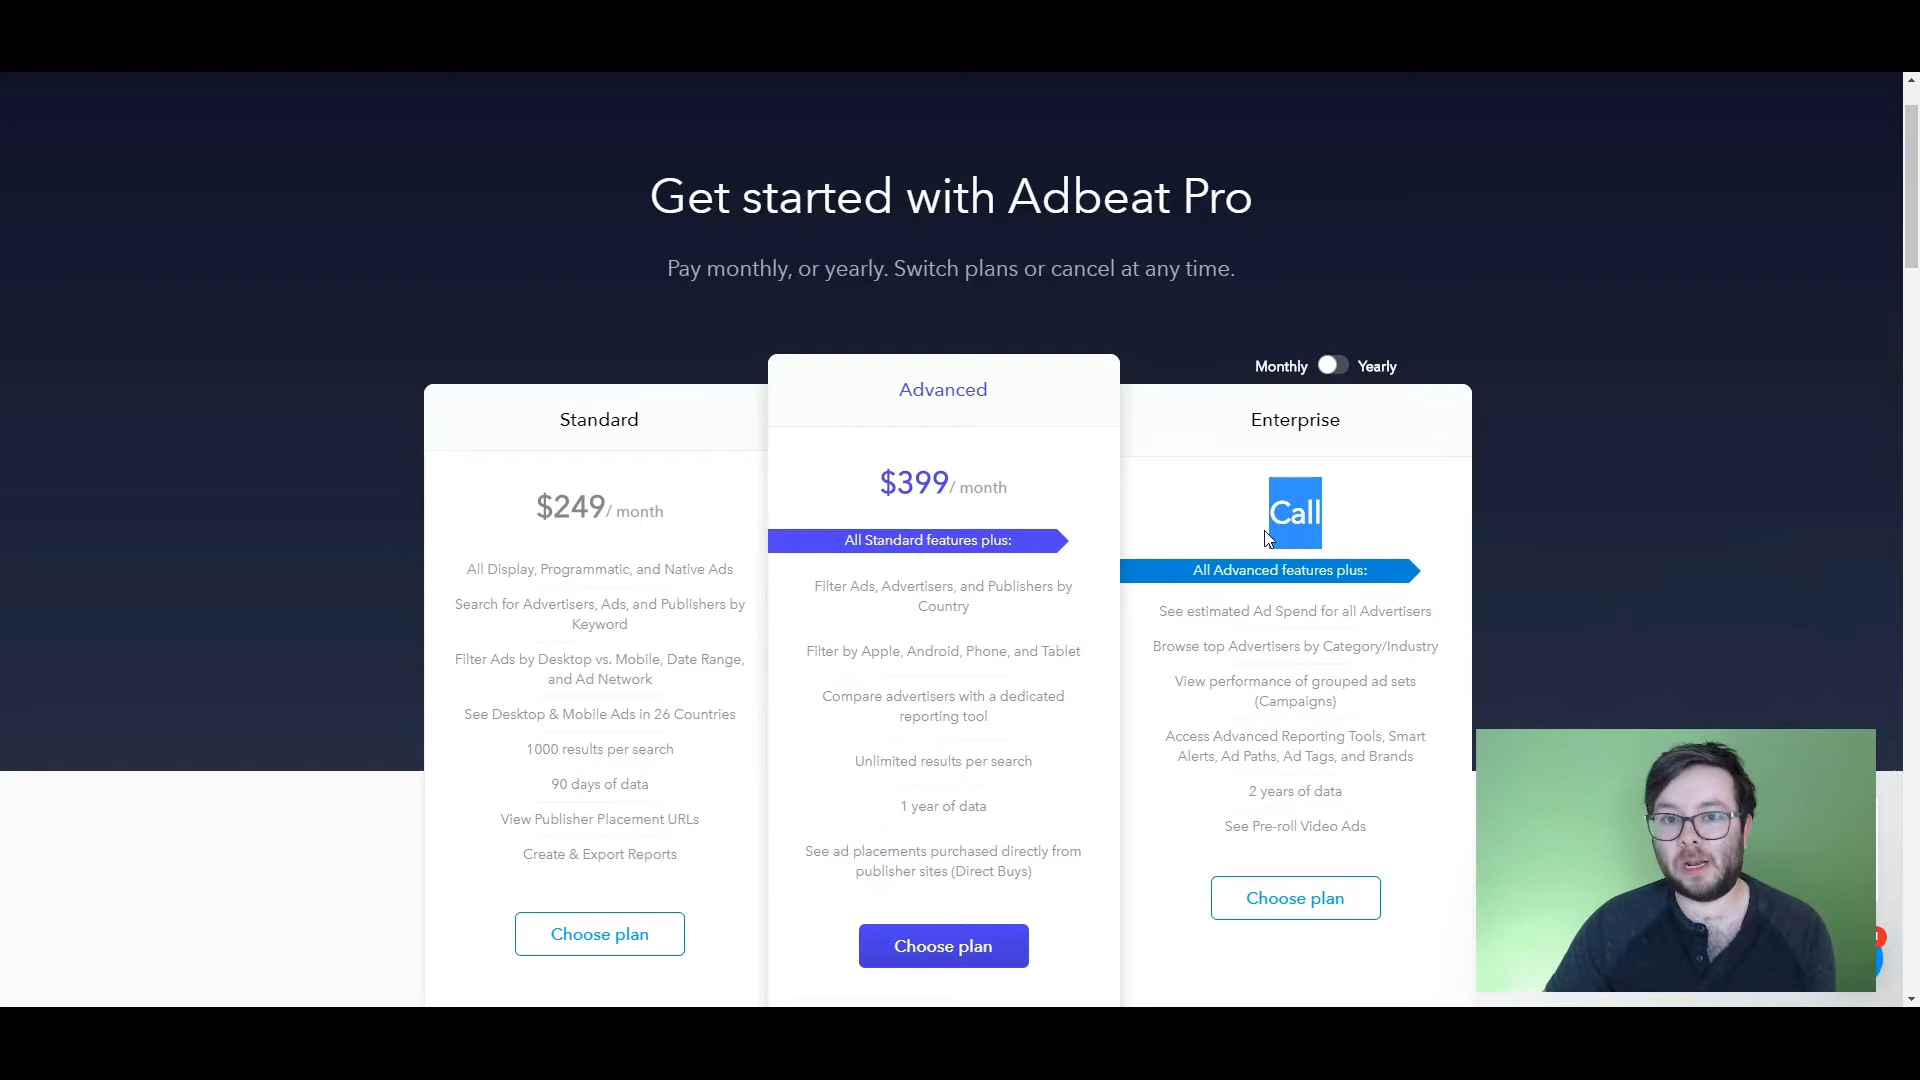 Get started with Adbeat Pro
Pay monthly, or yearly. Switch plans or cancel at any time.
Monthly Yearly
Standard
$249/ month
All Display, Programmatic, and Native Ads
Search for Advertisers, Ads, and Publishers by
Keyword
Filter Ads by Desktop vs. Mobile, Date Range,
and Ad Network
See Desktop & Mobile Ads in 26 Countries
1000 results per search
90 days of data
View Publisher Placement URLs
Create & Export Reports
Choose plan
Advanced
$399/ month
All Standard features plus:
Filter Ads, Advertisers, and Publishers by
Country
Filter by Apple, Android, Phone, and Tablet
Compare advertisers with a dedicated
reporting tool
Unlimited results per search
1 year of data
See ad placements purchased directly from
publisher sites (Direct Buys)
Choose plan
Enterprise
Call
All Advanced features plus:
See estimated Ad Spend for all Advertisers
Browse top Advertisers by Category/Industry
View performance of grouped ad sets
(Campaigns)
Access Advanced Reporting Tools, Smart
Alerts, Ad Paths, Ad Tags, and Brands
2 years of data
See Pre-roll Video Ads
Choose plan